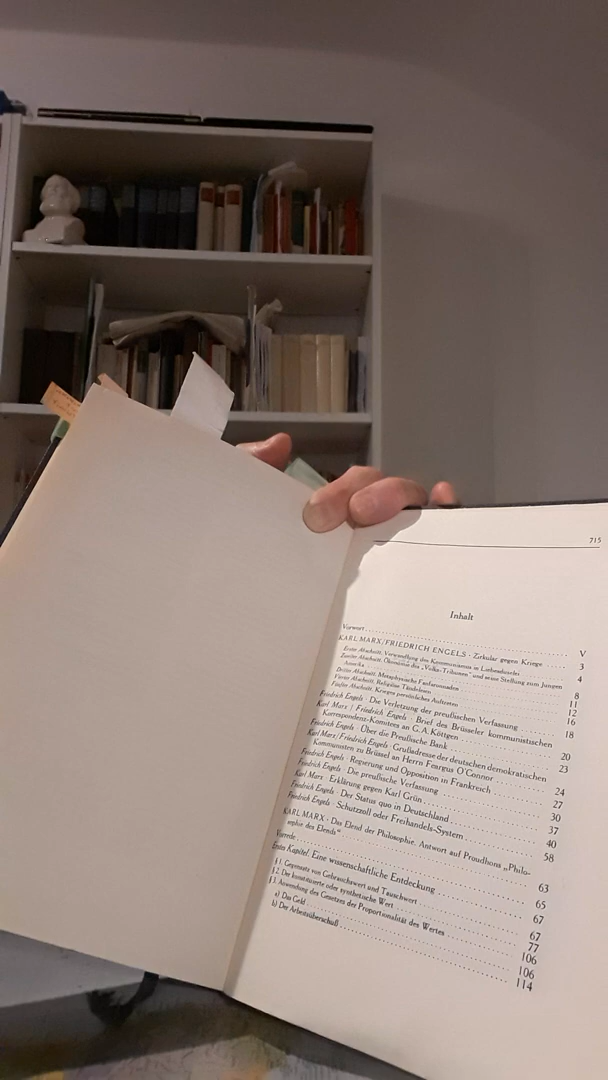 715
Inhalt
Vorwort V
KARL MARX/FRIEDRICH ENGELS · Zirkular gegen Kriege 3
Erster Abschnitt. Verwandlung des Kommunismus in Liebesduselei 4
Zweiter Abschnitt. Ökonomie des „Volks-Tribunen“ und seine Stellung zum Jungen
Amerika 8
Dritter Abschnitt. Metaphysische Fanfaronnaden 11
Vierter Abschnitt. Religiöse Tändeleien 12
Fünfter Abschnitt. Krieges persönliches Auftreten 16
Friedrich Engels · Die Verletzung der preußischen Verfassung 18
Karl Marx / Friedrich Engels · Brief des Brüsseler kommunistischen
Korrespondenz-Komitees an G. A. Köttgen 20
Friedrich Engels · Über die Preußische Bank 23
Karl Marx/Friedrich Engels · Grußadresse der deutschen demokratischen
Kommunisten zu Brüssel an Herrn Feargus O'Connor 24
Friedrich Engels · Regierung und Opposition in Frankreich 27
Friedrich Engels · Die preußische Verfassung 30
Karl Marx · Erklärung gegen Karl Grün 37
Friedrich Engels · Der Status quo in Deutschland 40
Friedrich Engels · Schutzzoll oder Freihandels-System 58
KARL MARX · Das Elend der Philosophie. Antwort auf Proudhons „Philo-
sophie des Elends“ 63
Vorrede 65
Erstes Kapitel. Eine wissenschaftliche Entdeckung 67
§ 1. Gegensatz von Gebrauchswert und Tauschwert 67
§ 2. Der konstituierte oder synthetische Wert 77
§ 3. Anwendung des Gesetzes der Proportionalität des Wertes 106
a) Das Geld 106
b) Der Arbeitsüberschuß 114